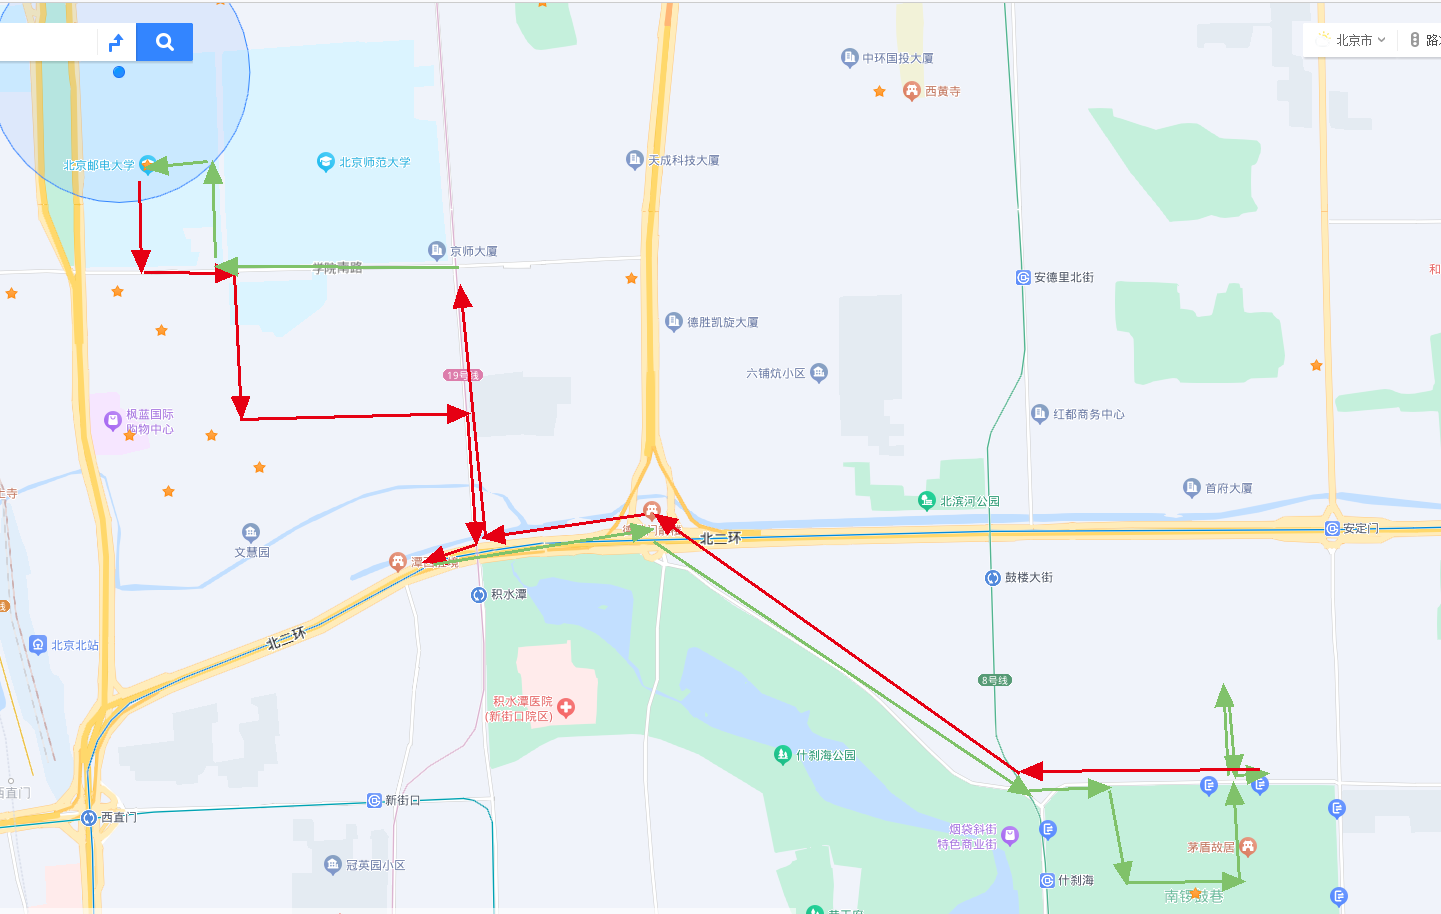 北京市
路
中环国投大厦
西黄寺
北京邮电大学
北京师范大学
天成科技大厦
京师大厦
学院南路
安德里北街
和
德胜凯旋大厦
19号线
六铺炕小区
枫蓝国际
购物中心
红都商务中心
首府大厦
北滨河公园
文慧园
北二环
安定门
鼓楼大街
积水潭
北二环
北京北站
8号线
积水潭医院
(新街口院区)
什刹海公园
西直门
新街口
西直门
烟袋斜街
特色商业街
茅盾故居
冠英园小区
什刹海
南锣鼓巷